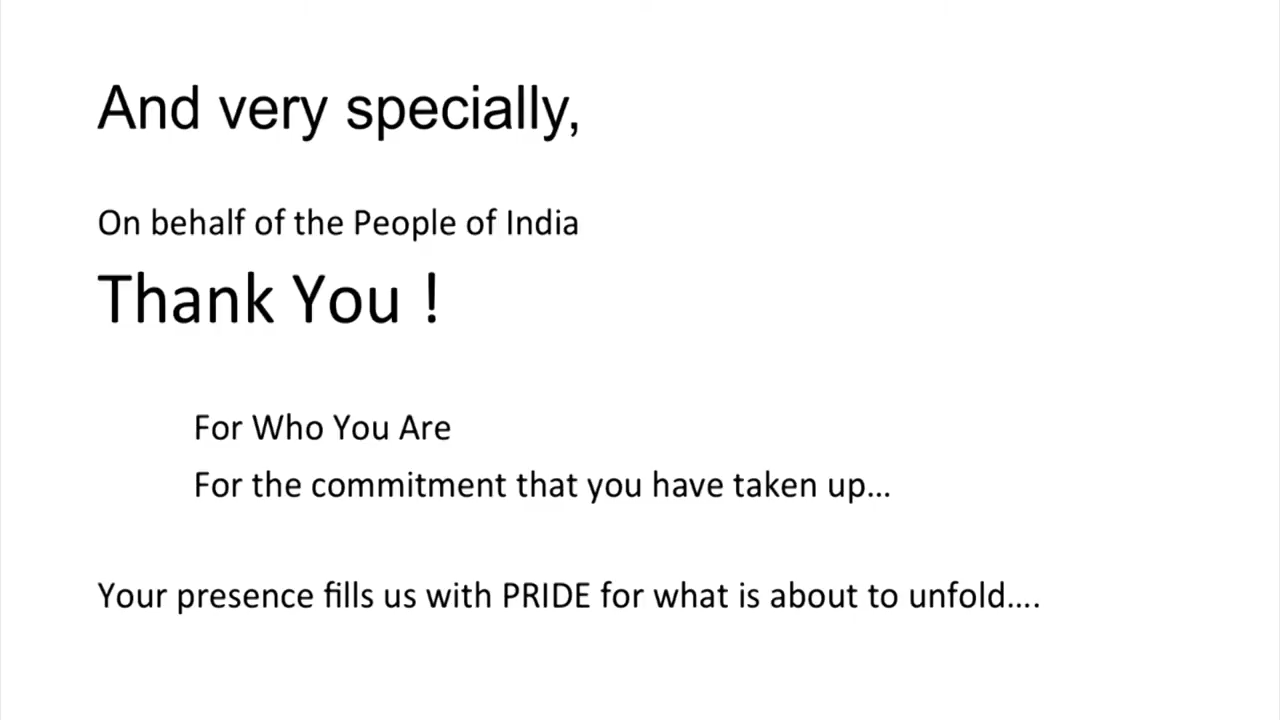 And very specially,
On behalf of the People of India
Thank You !
For Who You Are
For the commitment that you have taken up...
Your presence fills us with PRIDE for what is about to unfold....